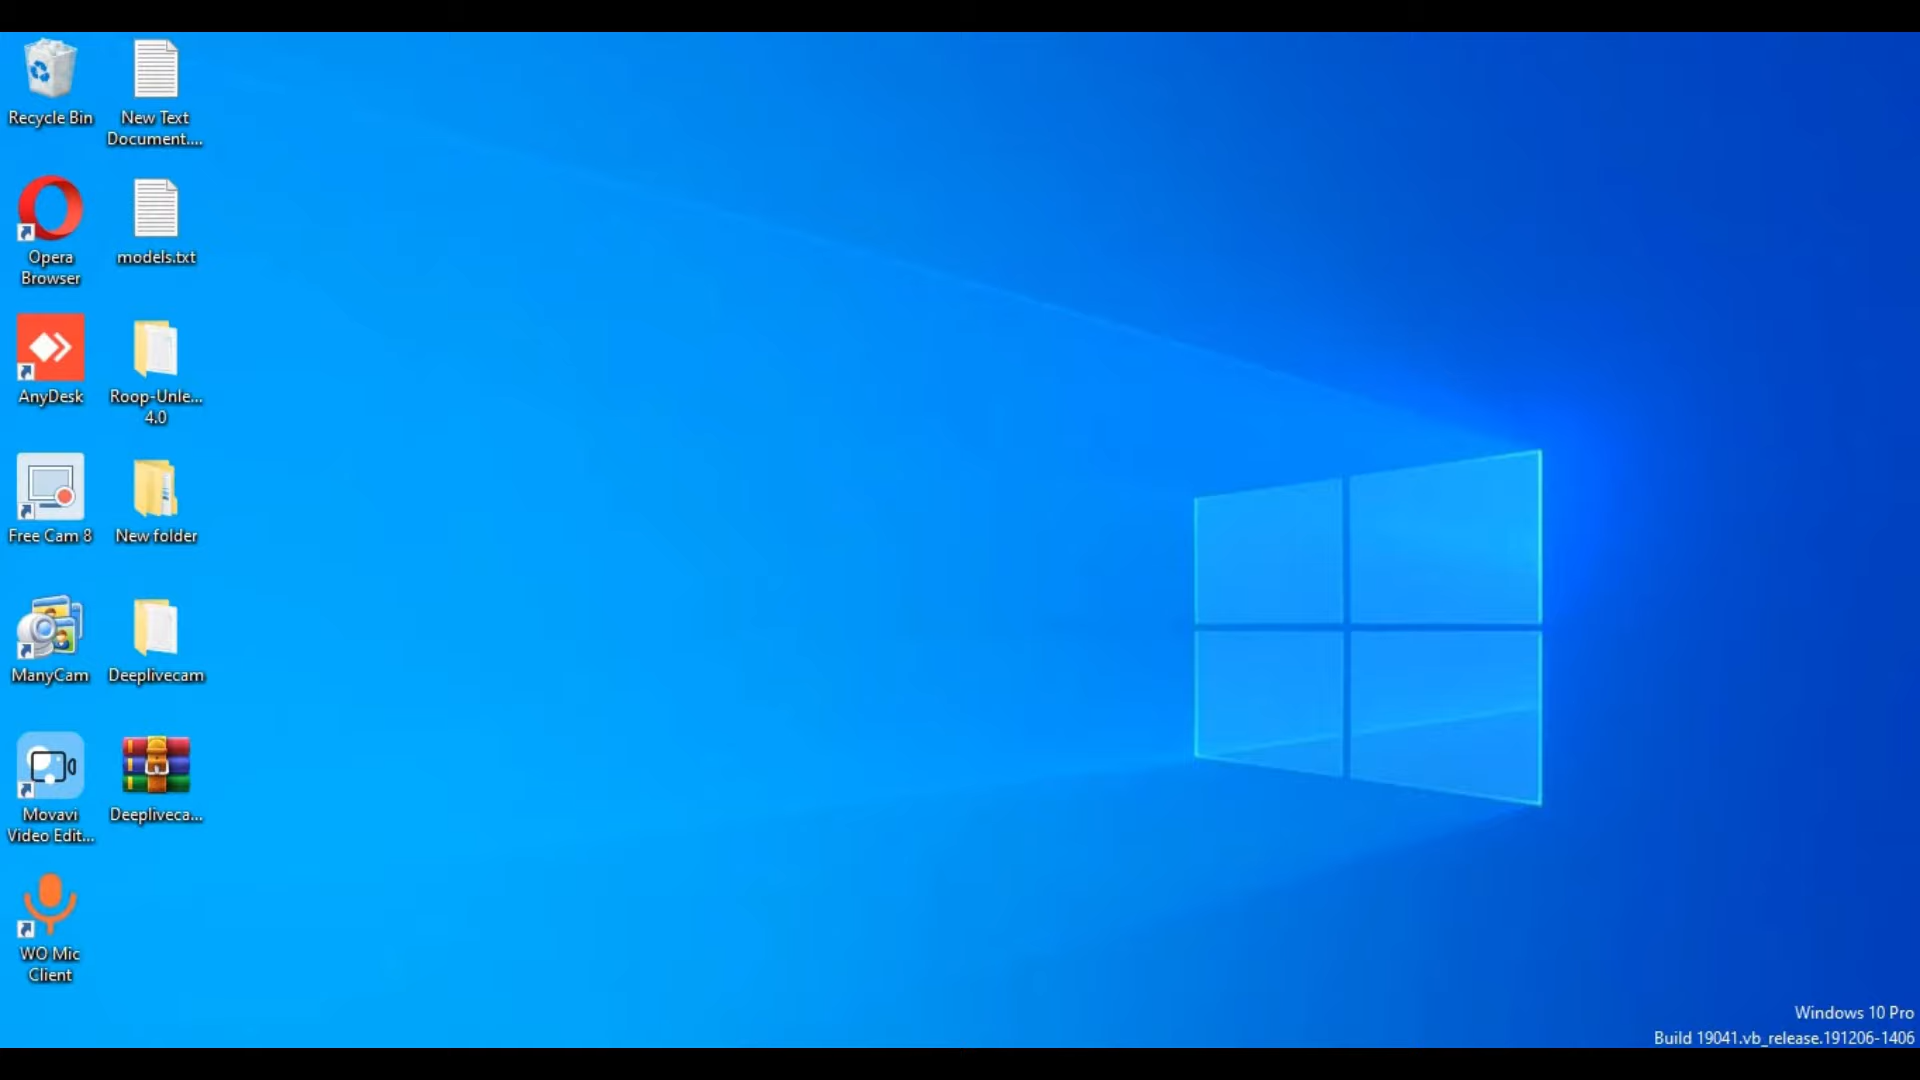 Recycle Bin
New Text
Document....
Opera
Browser
models.txt
AnyDesk
Roop-Unle...
4.0
Free Cam 8
New folder
ManyCam
Deeplivecam
Movavi
Video Edit...
Deepliveca...
WO Mic
Client
Windows 10 Pro
Build 19041.vb_release.191206-1406